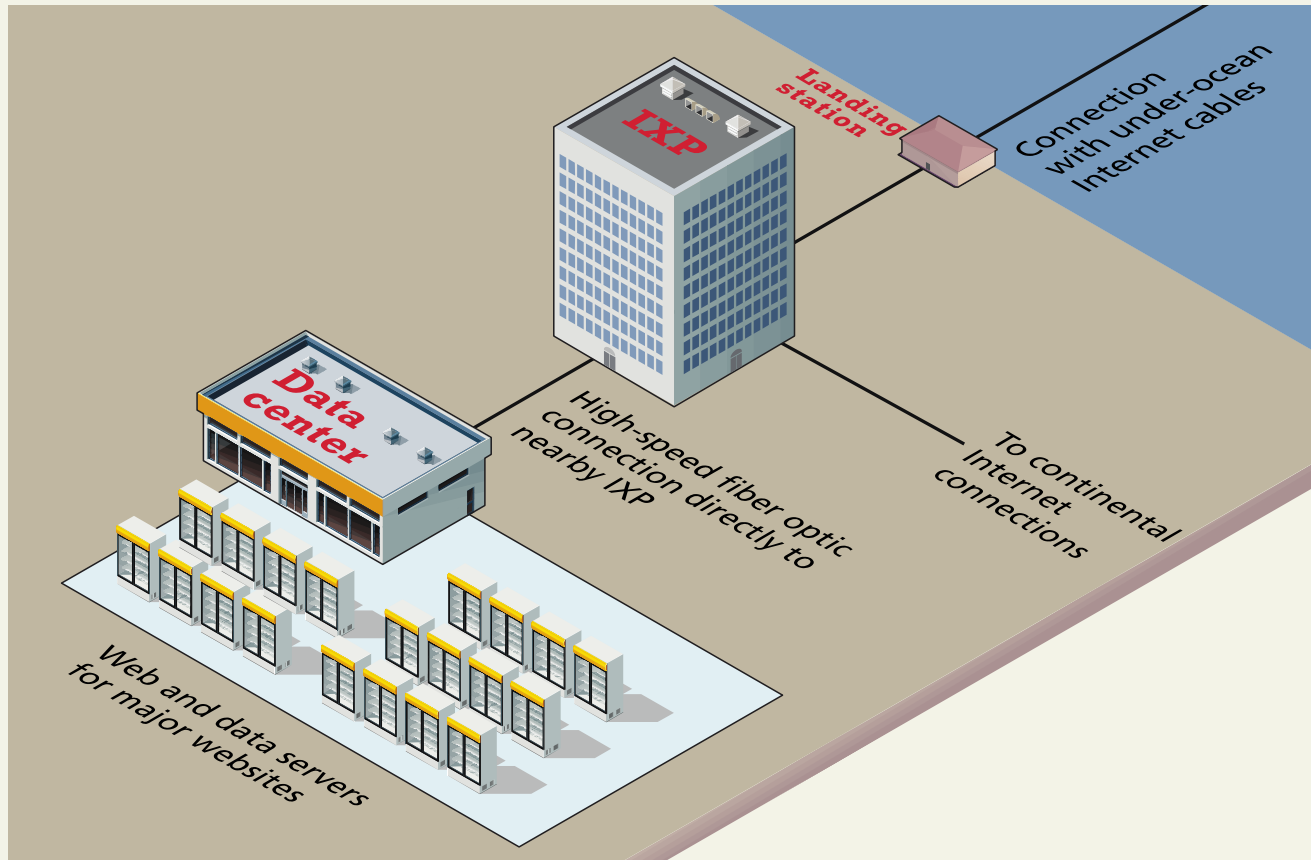 Landing
station
IXP
Connection
with under-ocean
Internet cables
Data
center
High-speed fiber optic
connection directly to
nearby IXP
To continental
Internet
connections
Web and data servers
for major websites